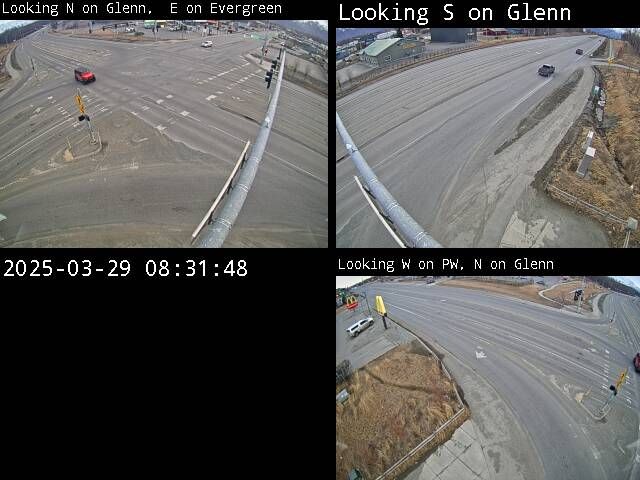 Looking N on Glenn,  E on Evergreen
Looking S on Glenn
2025-03-29 08:31:48
Looking W on PW, N on Glenn